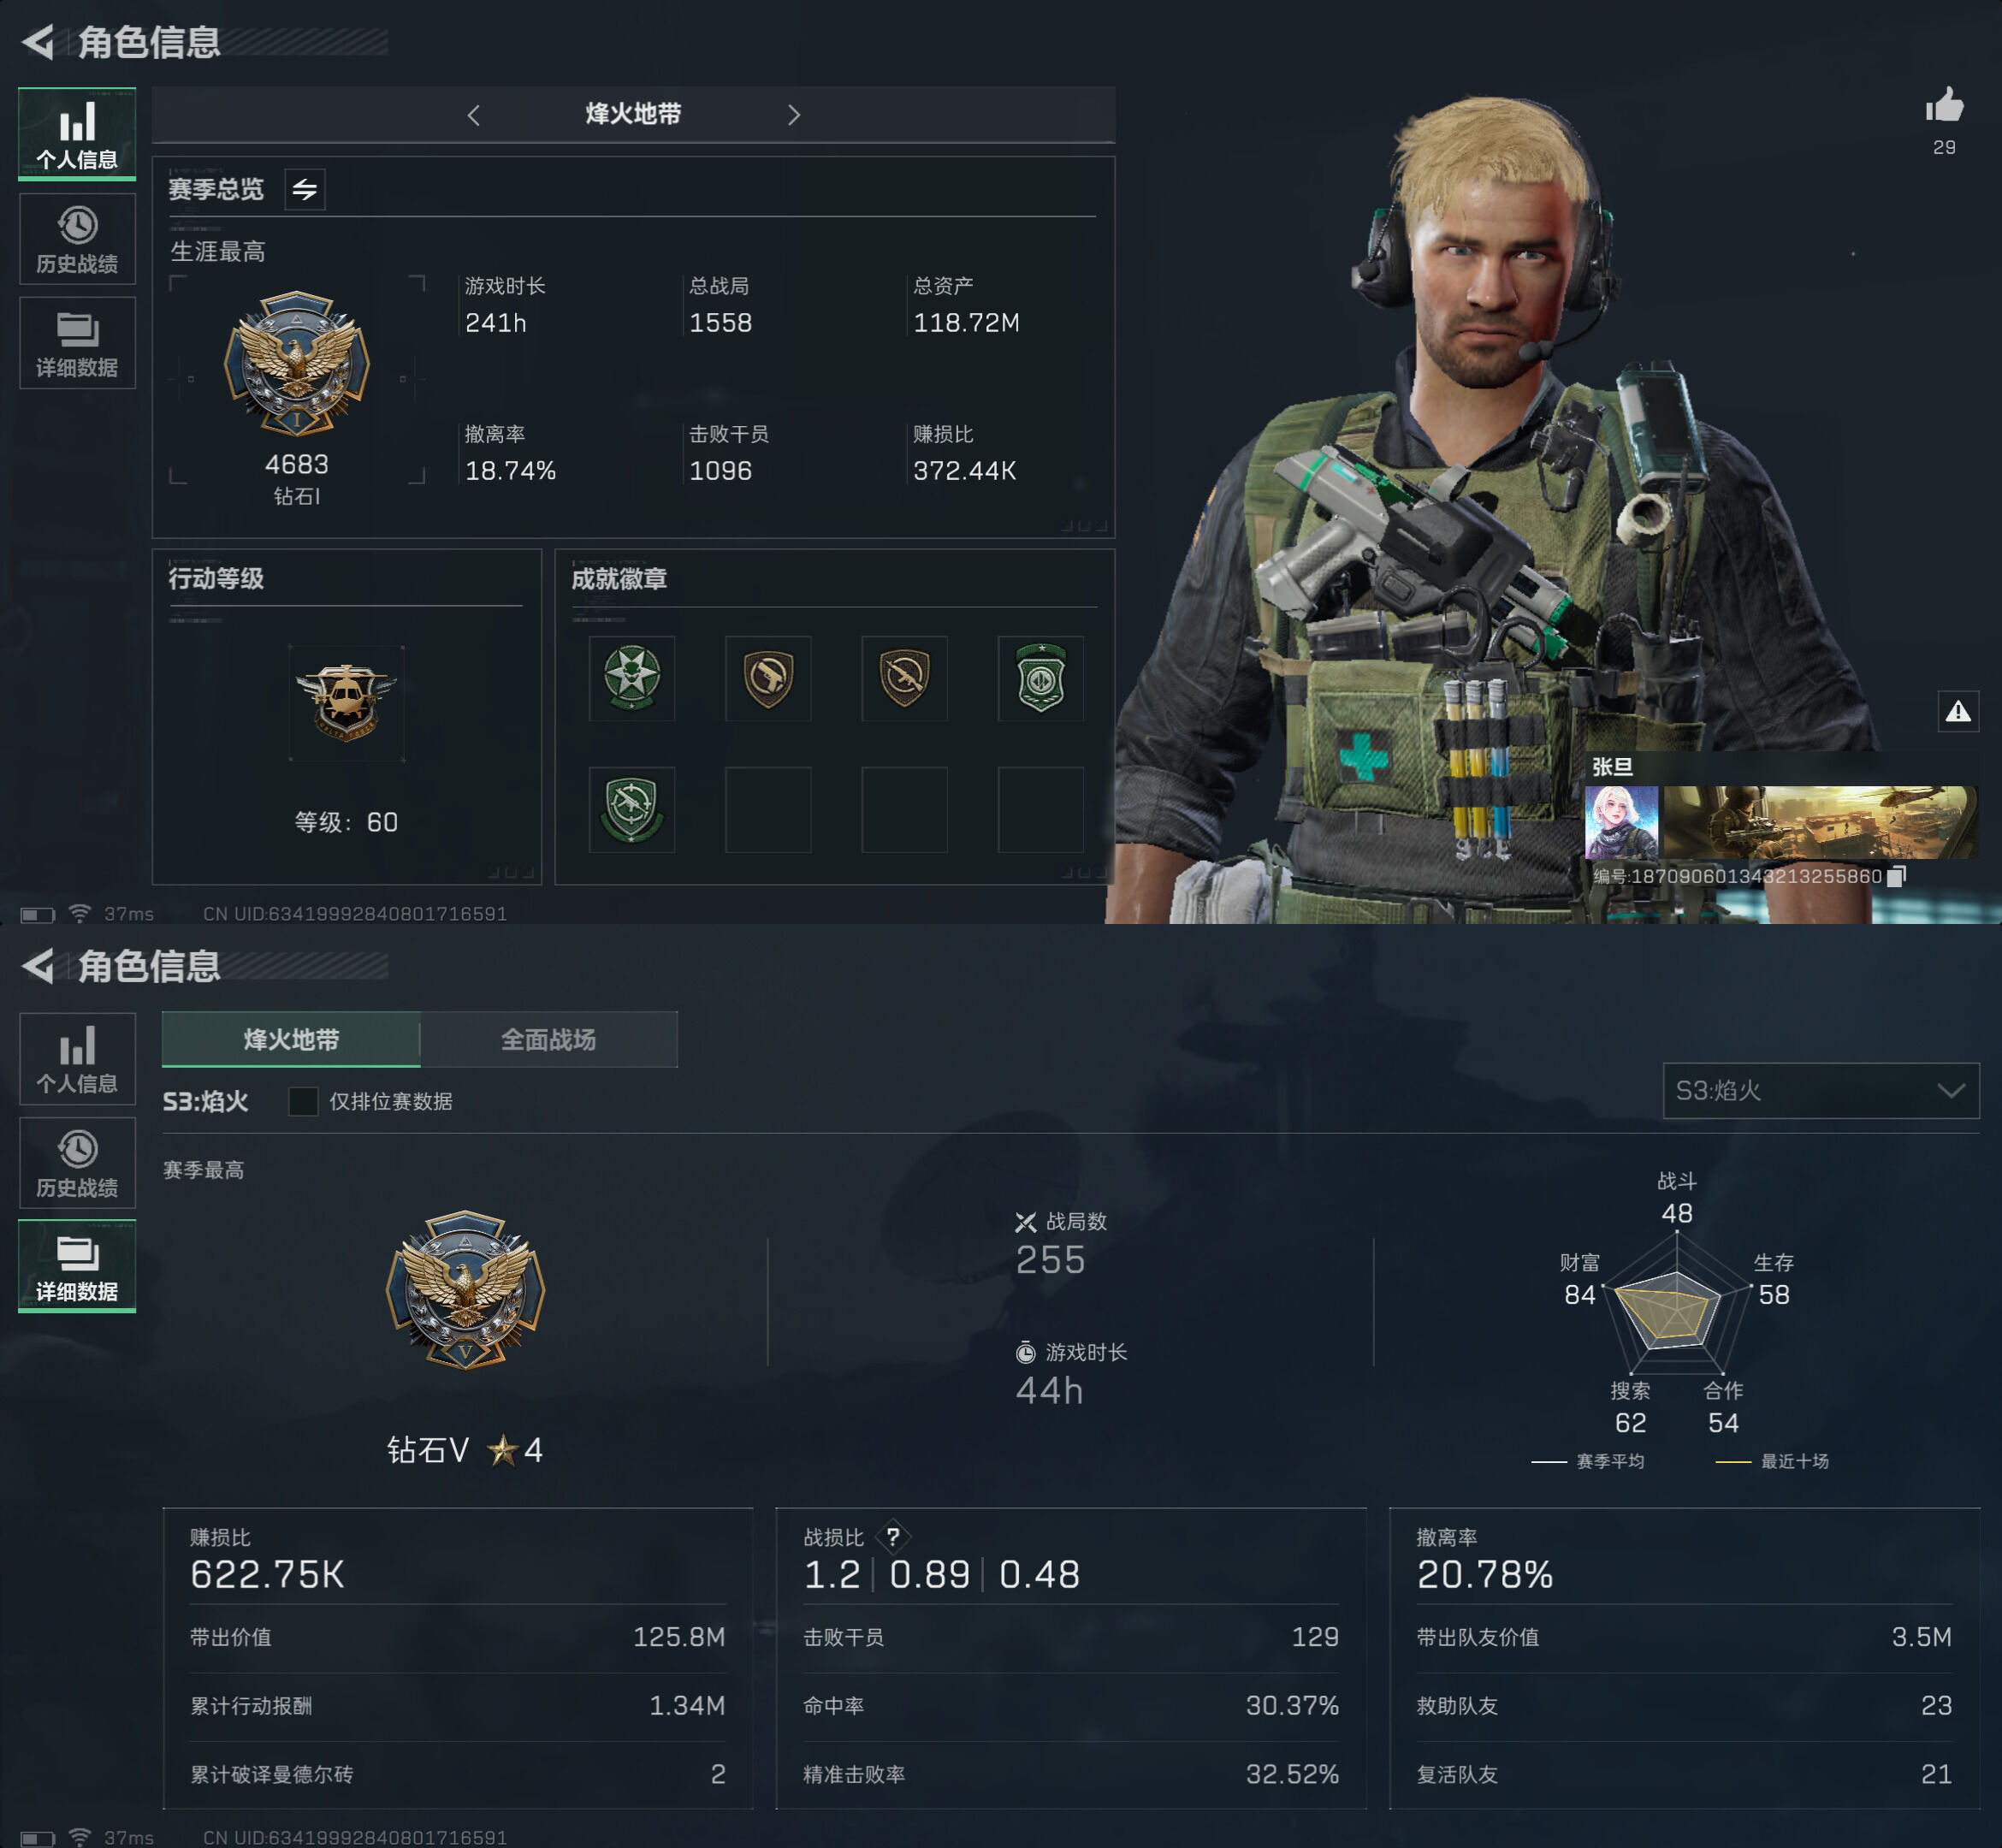 角色信息
个人信息
历史战绩
详细数据
烽火地带
赛季总览
生涯最高
4683
钻石I
游戏时长
241h
总战局
1558
总资产
118.72M
撤离率
18.74%
击败干员
1096
赚损比
372.44K
行动等级
等级：60
成就徽章
29
张旦
编号:187090601343213255860
37ms
CN UID:634199928408017​16591
角色信息
个人信息
历史战绩
详细数据
烽火地带
全面战场
S3:焰火
仅排位赛数据
S3:焰火
赛季最高
V
钻石V
4
战局数
255
游戏时长
44h
战斗
48
财富
84
生存
58
搜索
62
合作
54
赛季平均
最近十场
赚损比
622.75K
带出价值 125.8M
累计行动报酬 1.34M
累计破译曼德尔砖 2
战损比 ?
1.2 | 0.89 | 0.48
击败干员 129
命中率 30.37%
精准击败率 32.52%
撤离率
20.78%
带出队友价值 3.5M
救助队友 23
复活队友 21
37ms
CN UID:634199928408017​16591